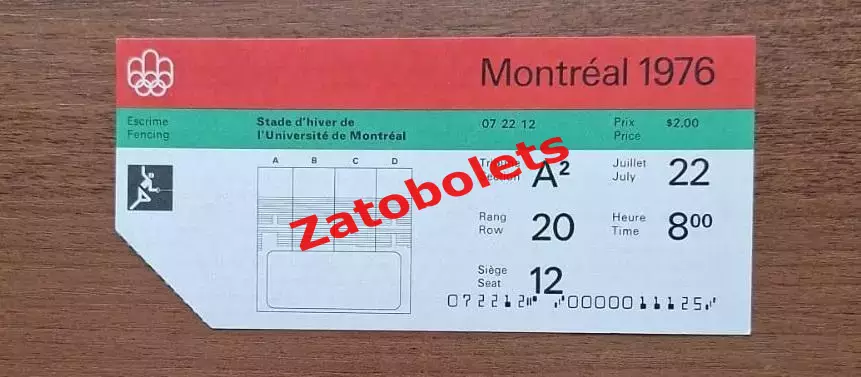 Montréal 1976
Escrime
Fencing
Stade d'hiver de
l'Université de Montréal
07 22 12
Prix
Price
$2.00
A B C D
Tribune
Section
A²
Juillet
July
22
Rang
Row
20
Heure
Time
8⁰⁰
Siège
Seat
12
072212 0000011125
Zatobolets